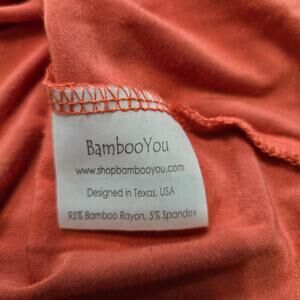 BambooYou
www.shopbambooyou.com
Designed in Texas, USA
95% Bamboo Rayon, 5% Spandex